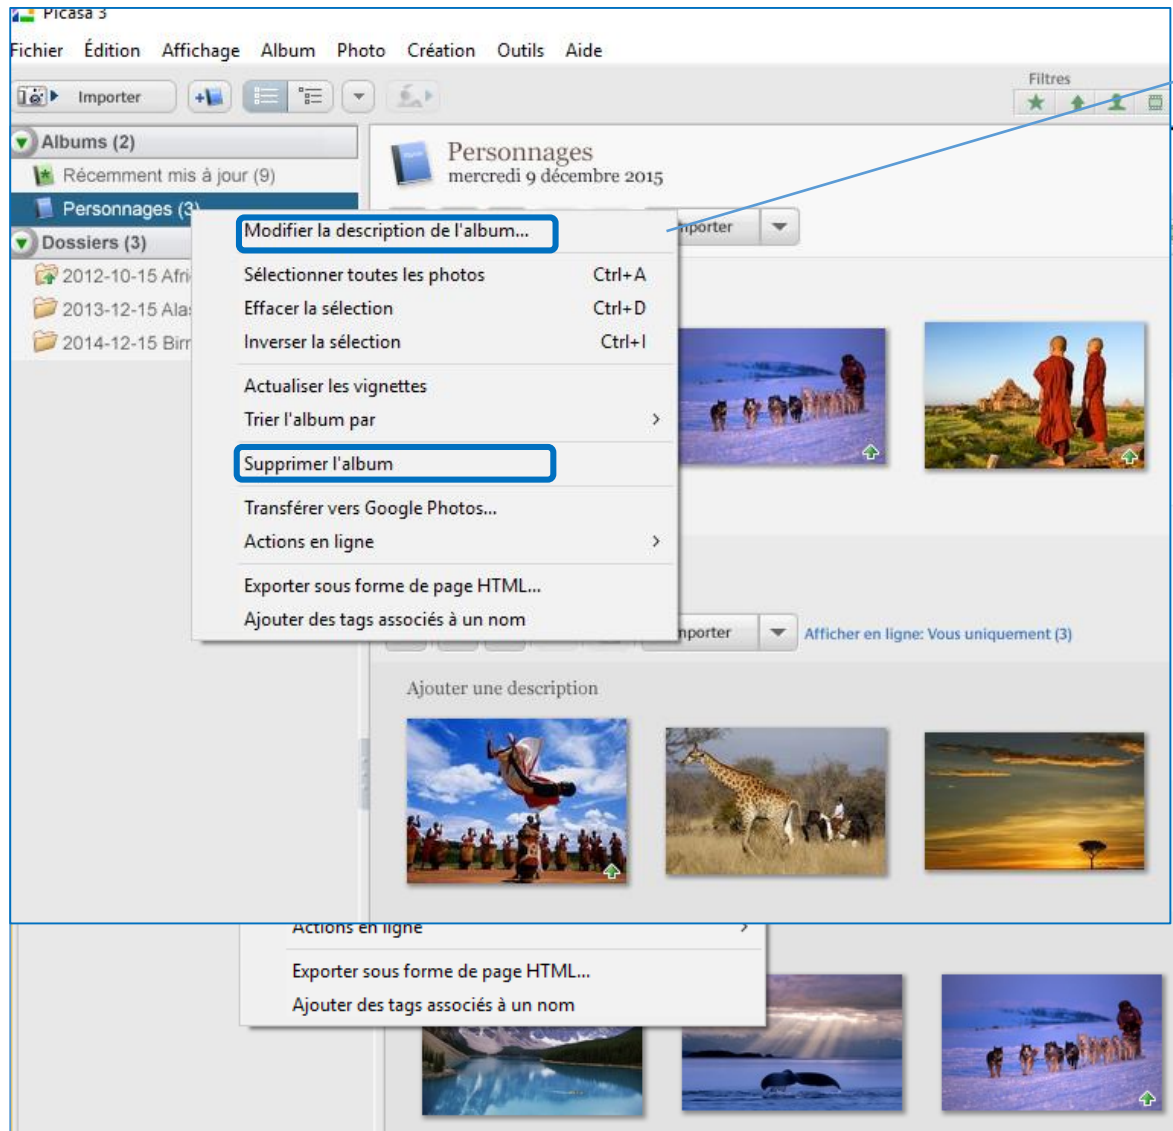 Picasa 3
Fichier Édition Affichage Album Photo Création Outils Aide
Importer
Filtres
Albums (2)
Récemment mis à jour (9)
Personnages (3)
Dossiers (3)
2012-10-15 Afri
2013-12-15 Alas
2014-12-15 Birr
Personnages
mercredi 9 décembre 2015
Modifier la description de l'album...
Sélectionner toutes les photos Ctrl+A
Effacer la sélection Ctrl+D
Inverser la sélection Ctrl+I
Actualiser les vignettes
Trier l'album par
Supprimer l'album
Transférer vers Google Photos...
Actions en ligne
Exporter sous forme de page HTML...
Ajouter des tags associés à un nom
nporter
nporter
Afficher en ligne: Vous uniquement (3)
Ajouter une description
Actions en ligne
Exporter sous forme de page HTML...
Ajouter des tags associés à un nom